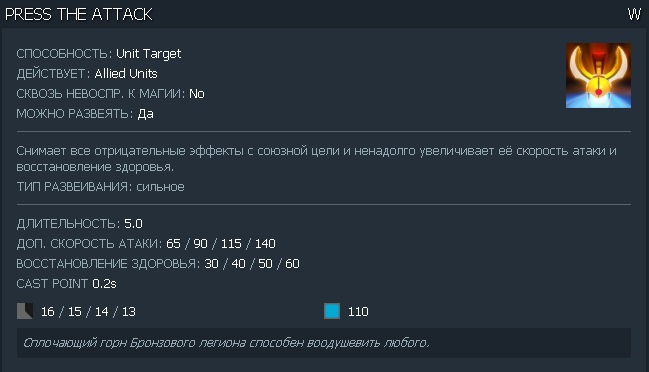 PRESS THE ATTACK W
СПОСОБНОСТЬ: Unit Target
ДЕЙСТВУЕТ: Allied Units
СКВОЗЬ НЕВОСПР. К МАГИИ: No
МОЖНО РАЗВЕЯТЬ: Да
Снимает все отрицательные эффекты с союзной цели и ненадолго увеличивает её скорость атаки и
восстановление здоровья.
ТИП РАЗВЕИВАНИЯ: сильное
ДЛИТЕЛЬНОСТЬ: 5.0
ДОП. СКОРОСТЬ АТАКИ: 65 / 90 / 115 / 140
ВОССТАНОВЛЕНИЕ ЗДОРОВЬЯ: 30 / 40 / 50 / 60
CAST POINT 0.2s
16 / 15 / 14 / 13 110
Сплочающий горн Бронзового легиона способен воодушевить любого.